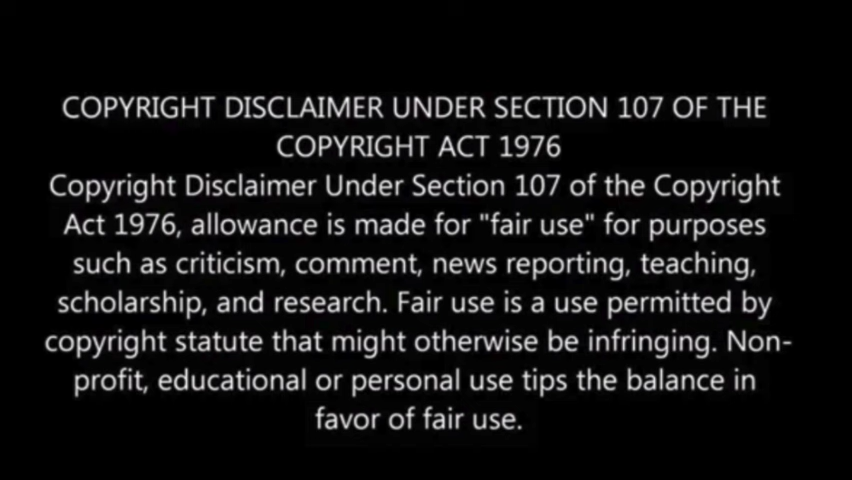 COPYRIGHT DISCLAIMER UNDER SECTION 107 OF THE
COPYRIGHT ACT 1976
Copyright Disclaimer Under Section 107 of the Copyright
Act 1976, allowance is made for "fair use" for purposes
such as criticism, comment, news reporting, teaching,
scholarship, and research. Fair use is a use permitted by
copyright statute that might otherwise be infringing. Non-
profit, educational or personal use tips the balance in
favor of fair use.